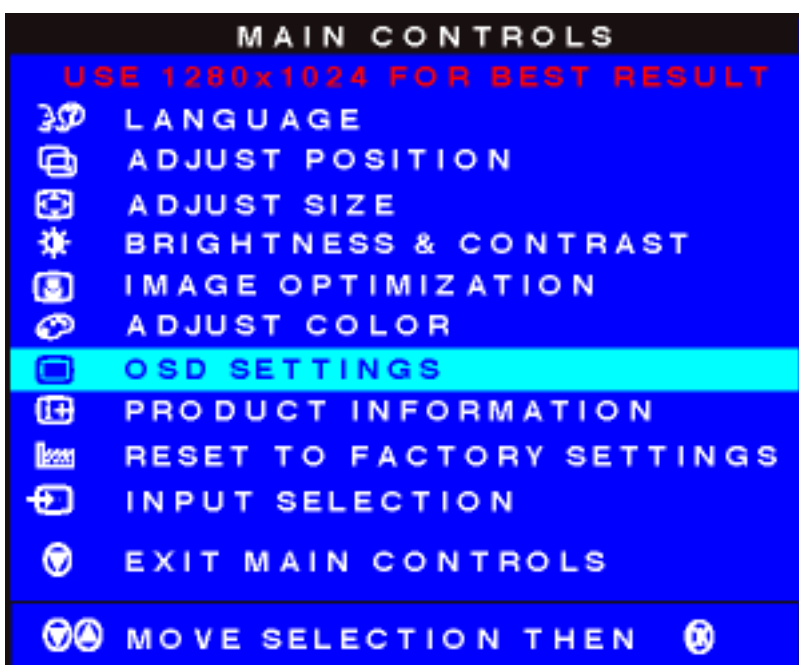 MAIN CONTROLS
USE 1280x1024 FOR BEST RESULT
LANGUAGE
ADJUST POSITION
ADJUST SIZE
BRIGHTNESS & CONTRAST
IMAGE OPTIMIZATION
ADJUST COLOR
OSD SETTINGS
PRODUCT INFORMATION
RESET TO FACTORY SETTINGS
INPUT SELECTION
EXIT MAIN CONTROLS
MOVE SELECTION THEN OK